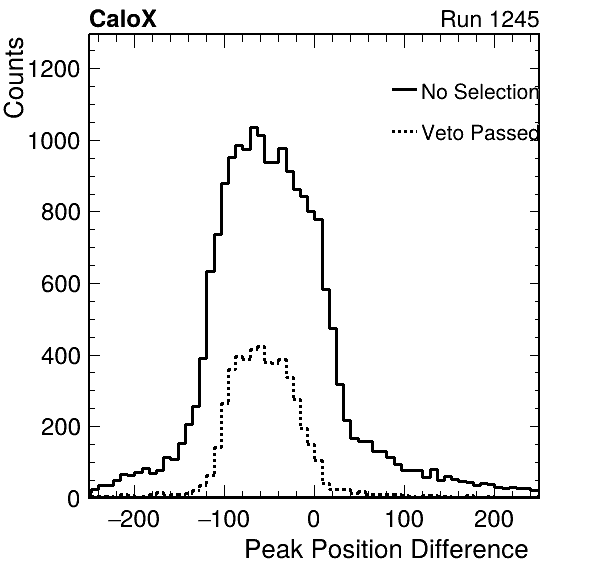 CaloX Run 1245
Counts
1200
1000
800
600
400
200
0
No Selection
Veto Passed
−200 −100 0 100 200
Peak Position Difference